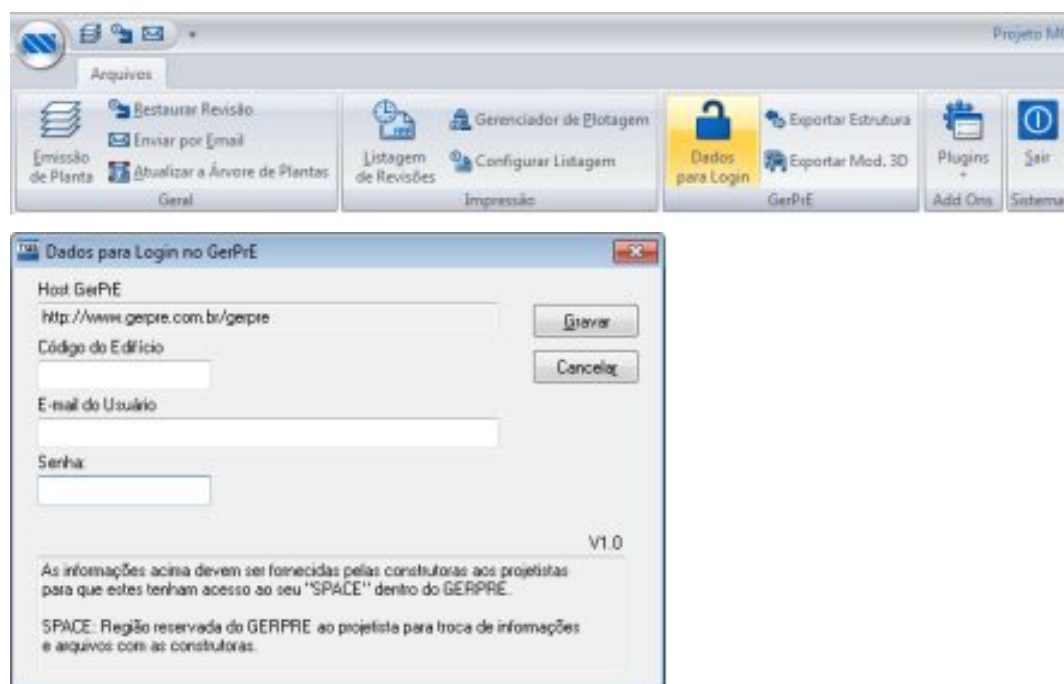 Projeto M
Arquivos
Emissão
de Planta
Restaurar Revisão
Enviar por Email
Atualizar a Árvore de Plantas
Geral
Listagem
de Revisões
Gerenciador de Plotagem
Configurar Listagem
Impressão
Dados
para Login
Exportar Estrutura
Exportar Mod. 3D
GerPrE
Plugins
Add Ons
Sair
Sistema
Dados para Login no GerPrE
Host GerPrE
http://www.gerpre.com.br/gerpre
Gravar
Código do Edifício
Cancelar
E-mail do Usuário
Senha:
V1.0
As informações acima devem ser fornecidas pelas construtoras aos projetistas
para que estes tenham acesso ao seu "SPACE" dentro do GERPRE.
SPACE: Região reservada do GERPRE ao projetista para troca de informações
e arquivos com as construtoras.